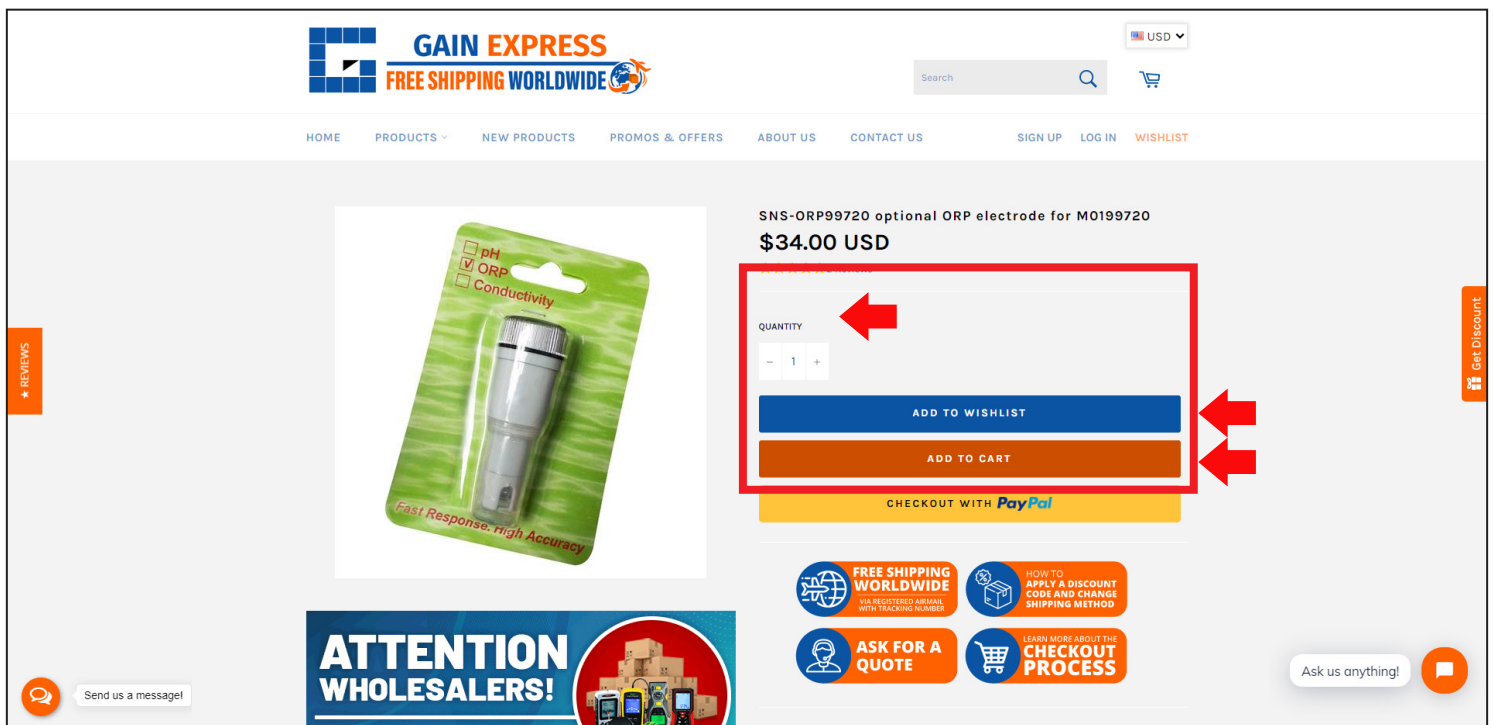 GAIN EXPRESS
FREE SHIPPING WORLDWIDE
USD
Search
HOME PRODUCTS NEW PRODUCTS PROMOS & OFFERS ABOUT US CONTACT US SIGN UP LOG IN WISHLIST
SNS-ORP99720 optional ORP electrode for M0199720
$34.00 USD
pH
V ORP
Conductivity
Fast Response. High Accuracy
QUANTITY
− 1 +
ADD TO WISHLIST
ADD TO CART
CHECKOUT WITH PayPal
FREE SHIPPING
WORLDWIDE
VIA REGISTERED AIRMAIL
WITH TRACKING NUMBER
HOW TO
APPLY A DISCOUNT
CODE AND CHANGE
SHIPPING METHOD
ASK FOR A
QUOTE
LEARN MORE ABOUT THE
CHECKOUT
PROCESS
ATTENTION
WHOLESALERS!
★ REVIEWS
Get Discount
Send us a message!
Ask us anything!